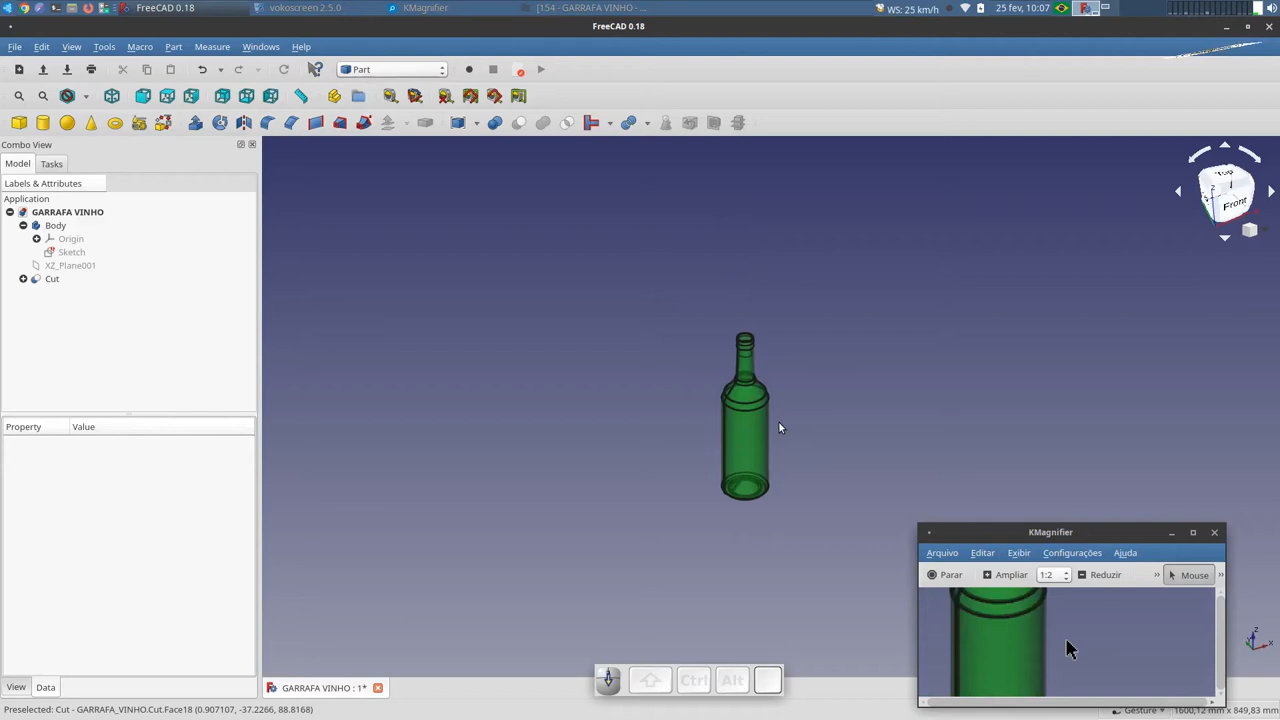 FreeCAD 0.18
vokoscreen 2.5.0
KMagnifier
[154 - GARRAFA VINHO - ...
WS: 25 km/h
25 fev, 10:07
FreeCAD 0.18
File Edit View Tools Macro Part Measure Windows Help
Part
Combo View
Model Tasks
Labels & Attributes
Application
GARRAFA VINHO
Body
Origin
Sketch
XZ_Plane001
Cut
Top
Front
Z
Property Value
KMagnifier
Arquivo Editar Exibir Configurações Ajuda
Parar Ampliar 1:2 Reduzir » Mouse »
Ctrl Alt
Z
X
View Data
GARRAFA VINHO : 1*
Preselected: Cut - GARRAFA_VINHO.Cut.Face18 (0.907107, -37.2266, 88.8168)
Gesture
1600,12 mm x 849,83 mm